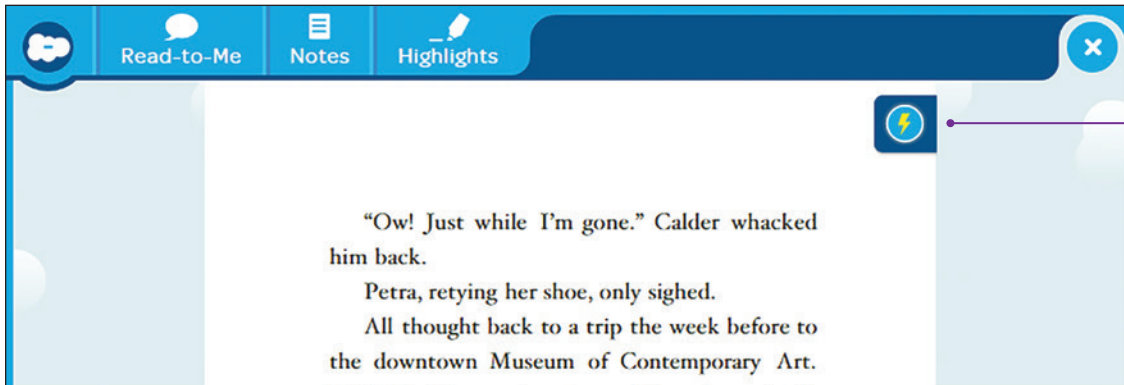 Read-to-Me
Notes
Highlights
“Ow! Just while I’m gone.” Calder whacked
him back.
Petra, retying her shoe, only sighed.
All thought back to a trip the week before to
the downtown Museum of Contemporary Art.